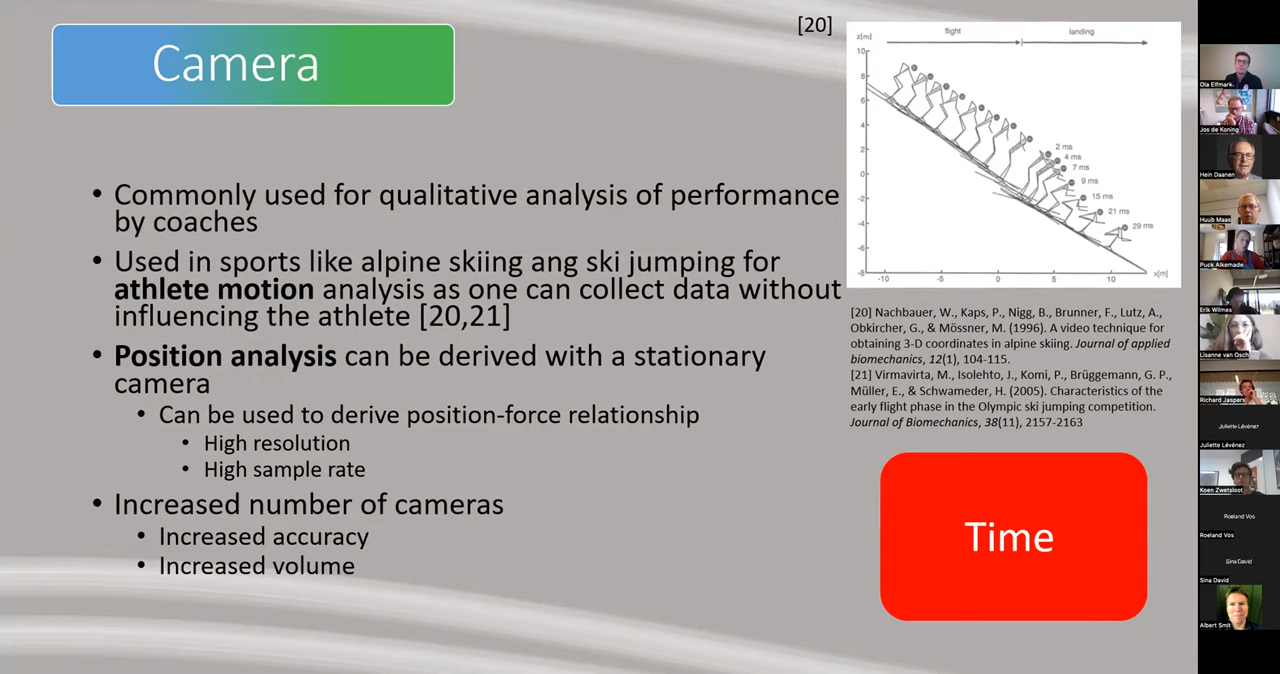 Camera
• Commonly used for qualitative analysis of performance
by coaches
• Used in sports like alpine skiing ang ski jumping for
athlete motion analysis as one can collect data without
influencing the athlete [20,21]
• Position analysis can be derived with a stationary
camera
• Can be used to derive position-force relationship
• High resolution
• High sample rate
• Increased number of cameras
• Increased accuracy
• Increased volume
[20]
flight
landing
z[m]
10
8
6
4
2
0
-2
-4
-6
-8
2 ms
4 ms
7 ms
9 ms
15 ms
21 ms
29 ms
-10
-5
0
5
10
x[m]
[20] Nachbauer, W., Kaps, P., Nigg, B., Brunner, F., Lutz, A.,
Obkircher, G., & Mössner, M. (1996). A video technique for
obtaining 3-D coordinates in alpine skiing. Journal of applied
biomechanics, 12(1), 104-115.
[21] Virmavirta, M., Isolehto, J., Komi, P., Brüggemann, G. P.,
Müller, E., & Schwameder, H. (2005). Characteristics of the
early flight phase in the Olympic ski jumping competition.
Journal of Biomechanics, 38(11), 2157-2163
Time
Ola Elfmark
Jos de Koning
Hein Daanen
Huub Maas
Puck Alkemade
Erik Wilmes
Lisanne van Osch
Richard Jaspers
Juliette Lévénez
Juliette Lévénez
Koen Zwetsloot
Roeland Vos
Roeland Vos
Sina David
Sina David
Albert Smit